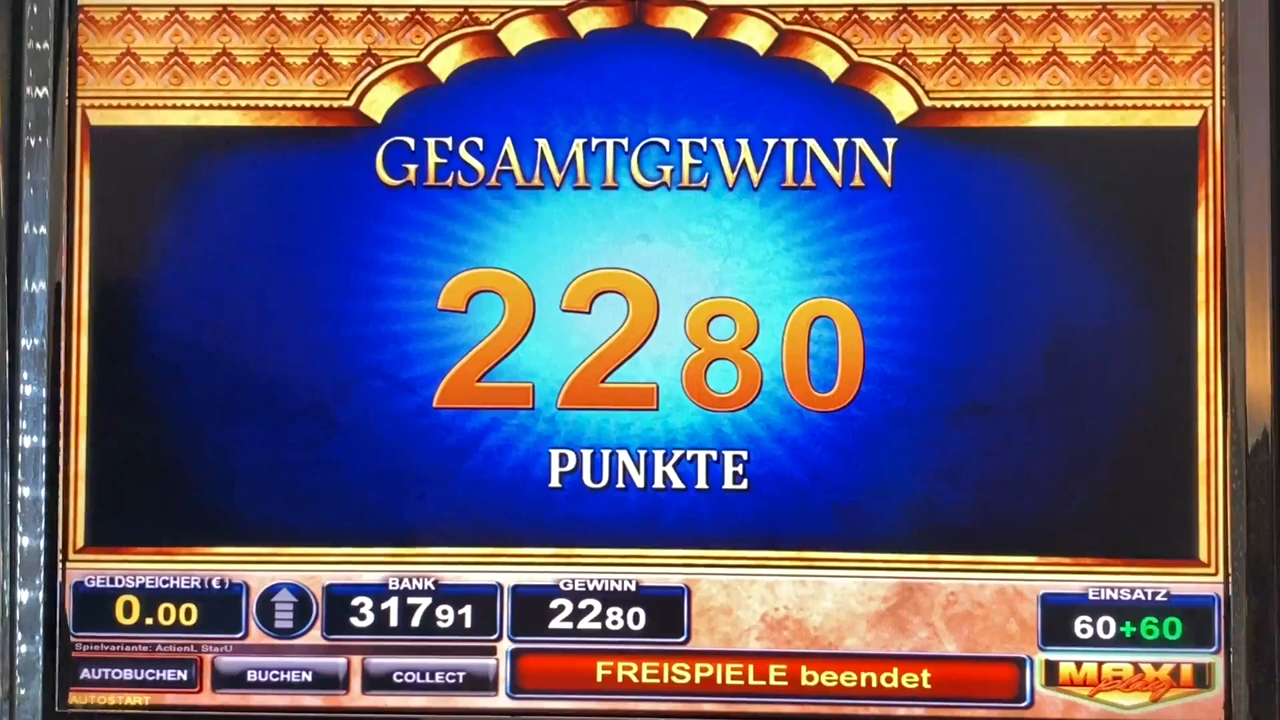 GESAMTGEWINN
2280
PUNKTE
GELDSPEICHER(€)
0.00
BANK
31791
GEWINN
2280
EINSATZ
60+60
Spielvariante: ActionL StarU
AUTOBUCHEN
BUCHEN
COLLECT
FREISPIELE beendet
MAXI
play
AUTOSTART